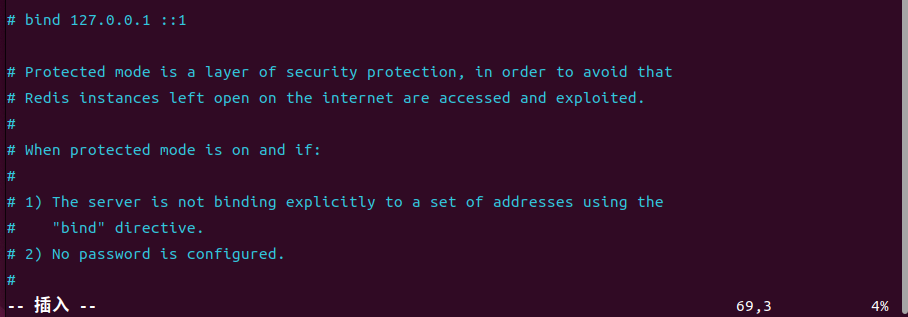 # bind 127.0.0.1 ::1
# Protected mode is a layer of security protection, in order to avoid that
# Redis instances left open on the internet are accessed and exploited.
#
# When protected mode is on and if:
#
# 1) The server is not binding explicitly to a set of addresses using the
#    "bind" directive.
# 2) No password is configured.
#
-- 插入 -- 69,3 4%